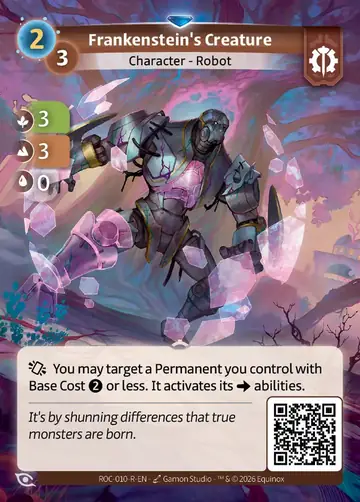 2
Frankenstein's Creature
3
Character - Robot
3
3
0
You may target a Permanent you control with
Base Cost 2 or less. It activates its abilities.
It's by shunning differences that true
monsters are born.
ROC-010-R-EN - Gamon Studio - ™ & © 2026 Equinox